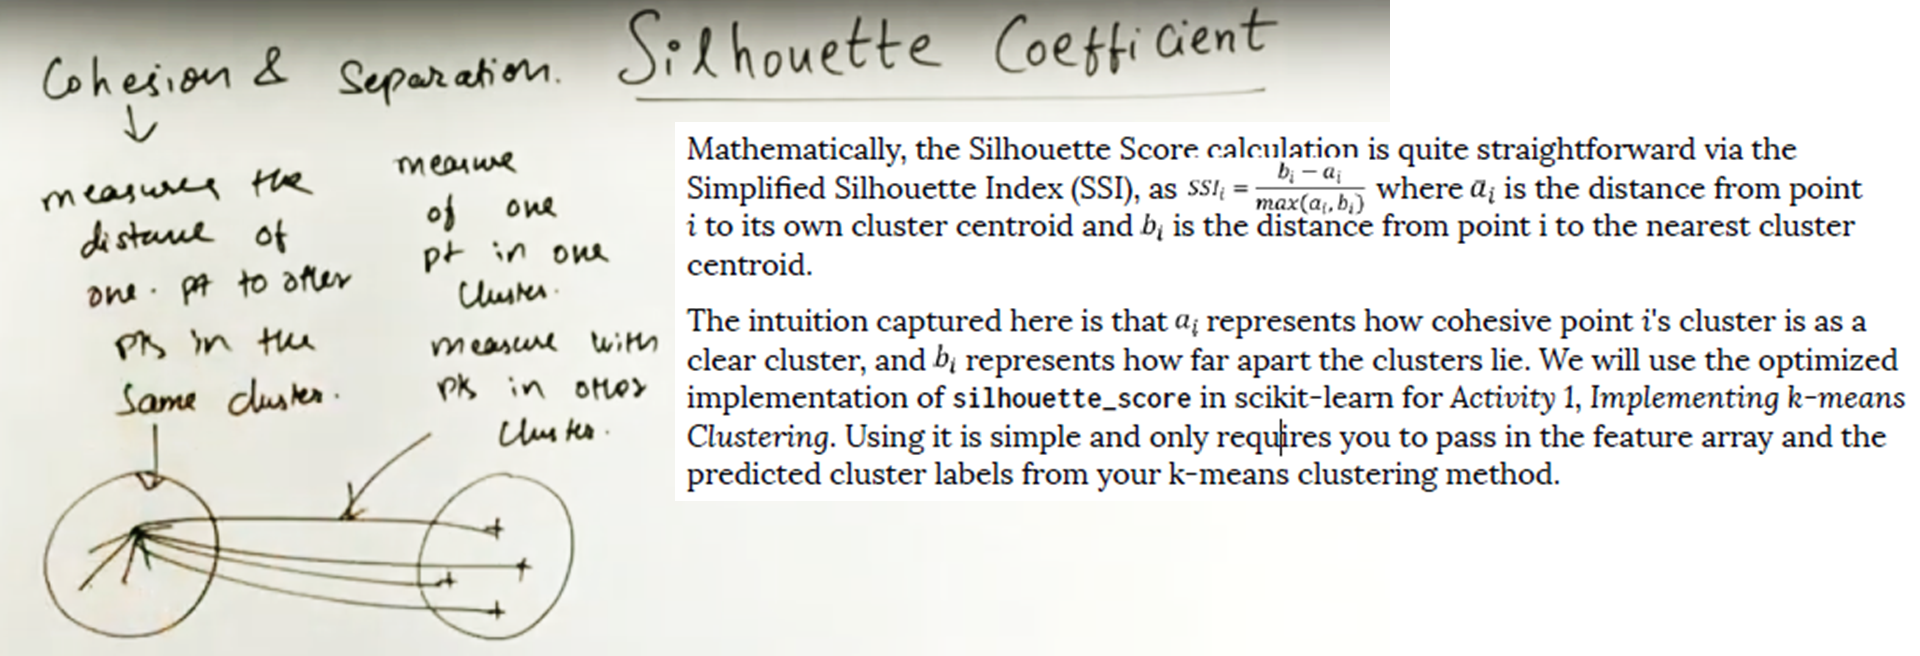 Cohesion & Separation. Silhouette Coefficient
measures the
distance of
one. pt to other
pts in the
same cluster.
measure
of one
pt in one
cluster.
measure with
pts in other
cluster.
Mathematically, the Silhouette Score calculation is quite straightforward via the
Simplified Silhouette Index (SSI), as SSIᵢ = (bᵢ − aᵢ) / max(aᵢ, bᵢ) where aᵢ is the distance from point
i to its own cluster centroid and bᵢ is the distance from point i to the nearest cluster
centroid.
The intuition captured here is that aᵢ represents how cohesive point i's cluster is as a
clear cluster, and bᵢ represents how far apart the clusters lie. We will use the optimized
implementation of silhouette_score in scikit-learn for Activity 1, Implementing k-means
Clustering. Using it is simple and only requires you to pass in the feature array and the
predicted cluster labels from your k-means clustering method.